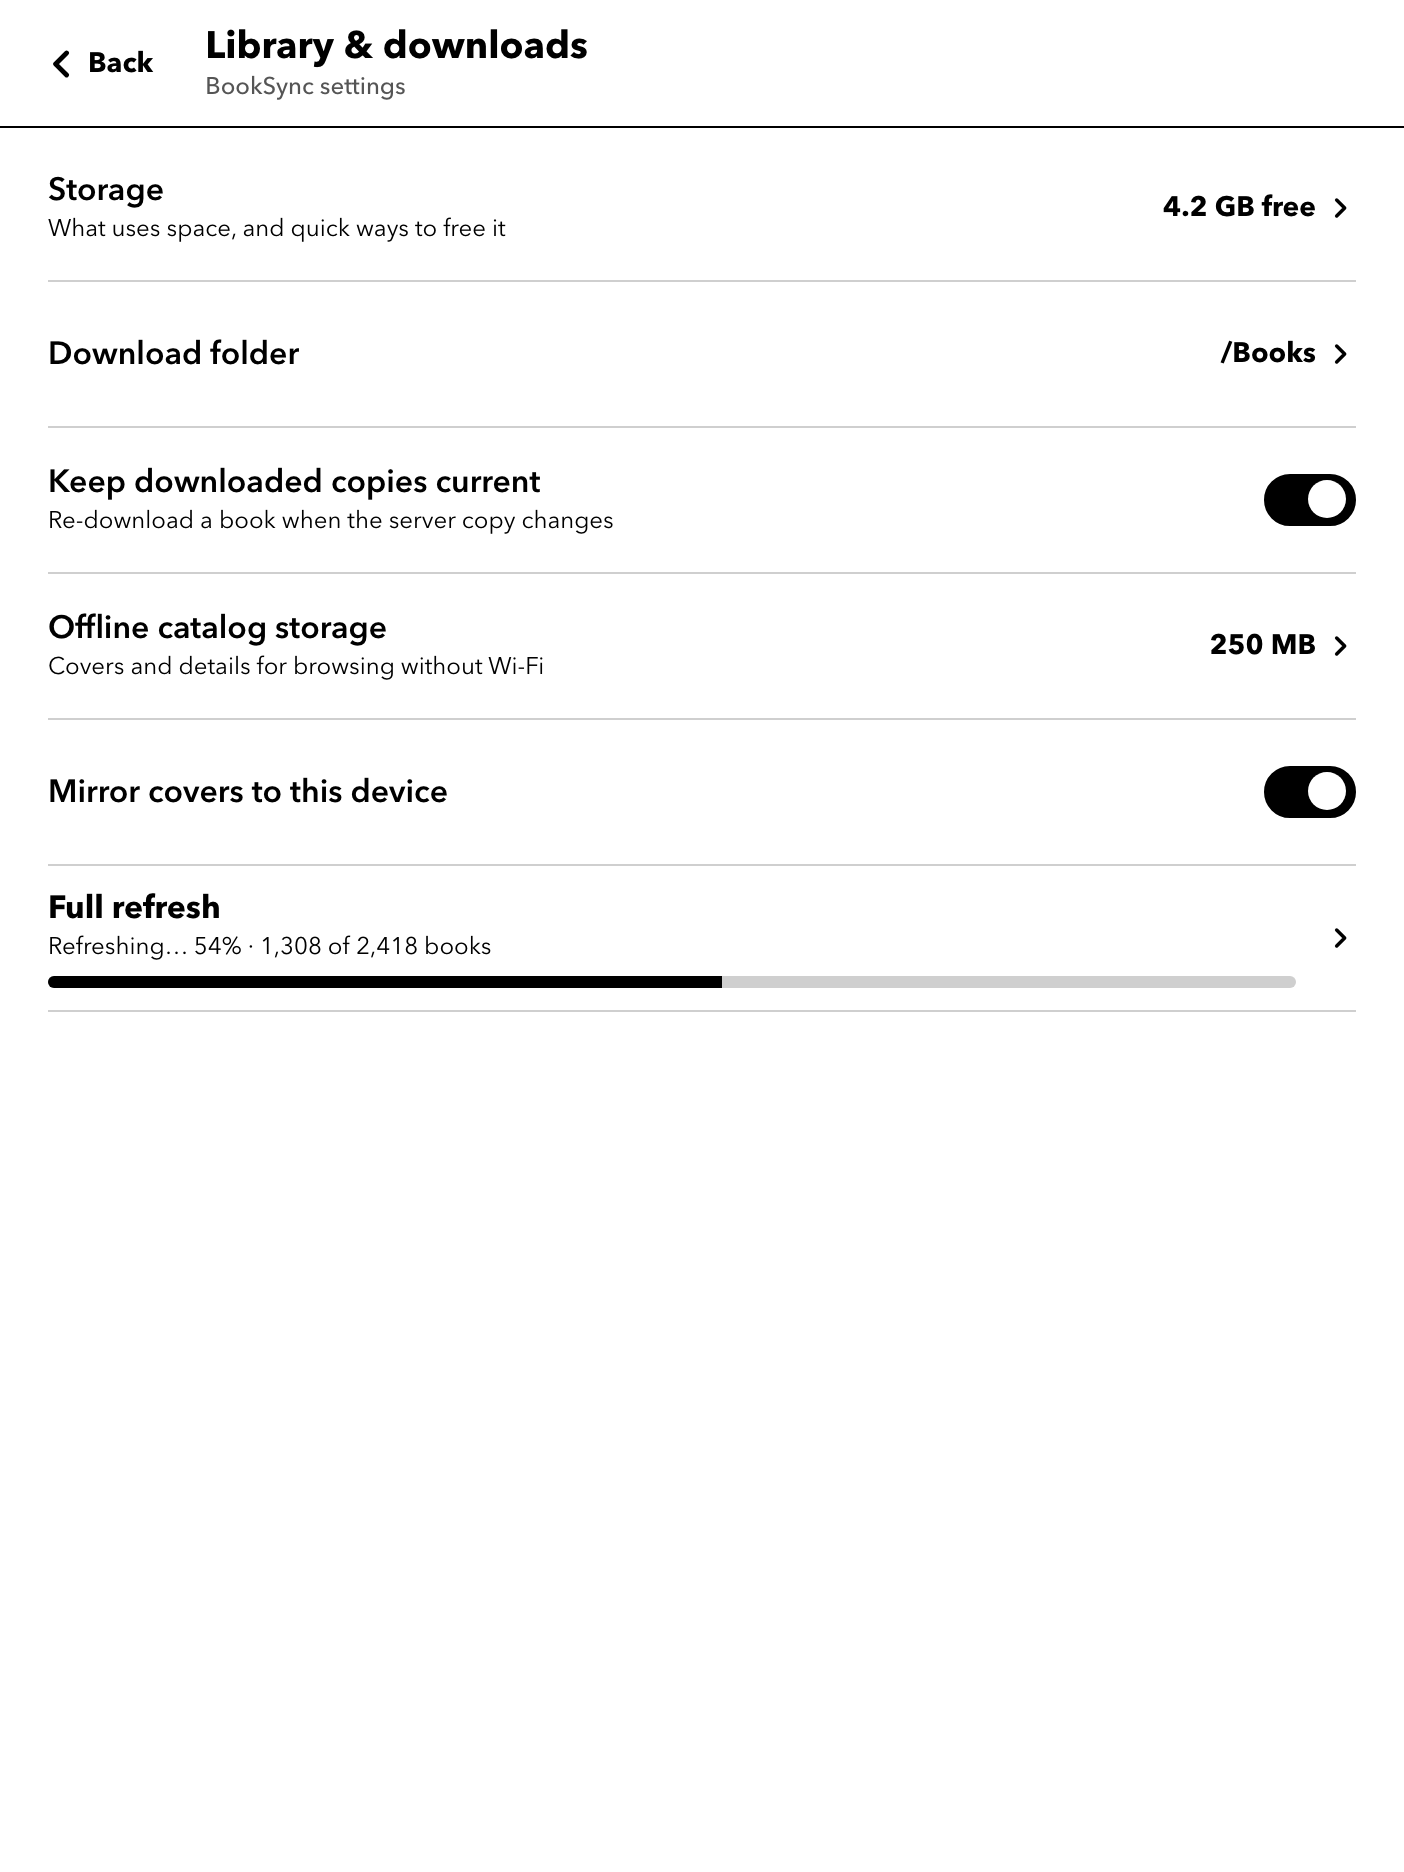 Back
Library & downloads
BookSync settings
Storage
What uses space, and quick ways to free it
4.2 GB free
Download folder
/Books
Keep downloaded copies current
Re-download a book when the server copy changes
Offline catalog storage
Covers and details for browsing without Wi-Fi
250 MB
Mirror covers to this device
Full refresh
Refreshing... 54% · 1,308 of 2,418 books